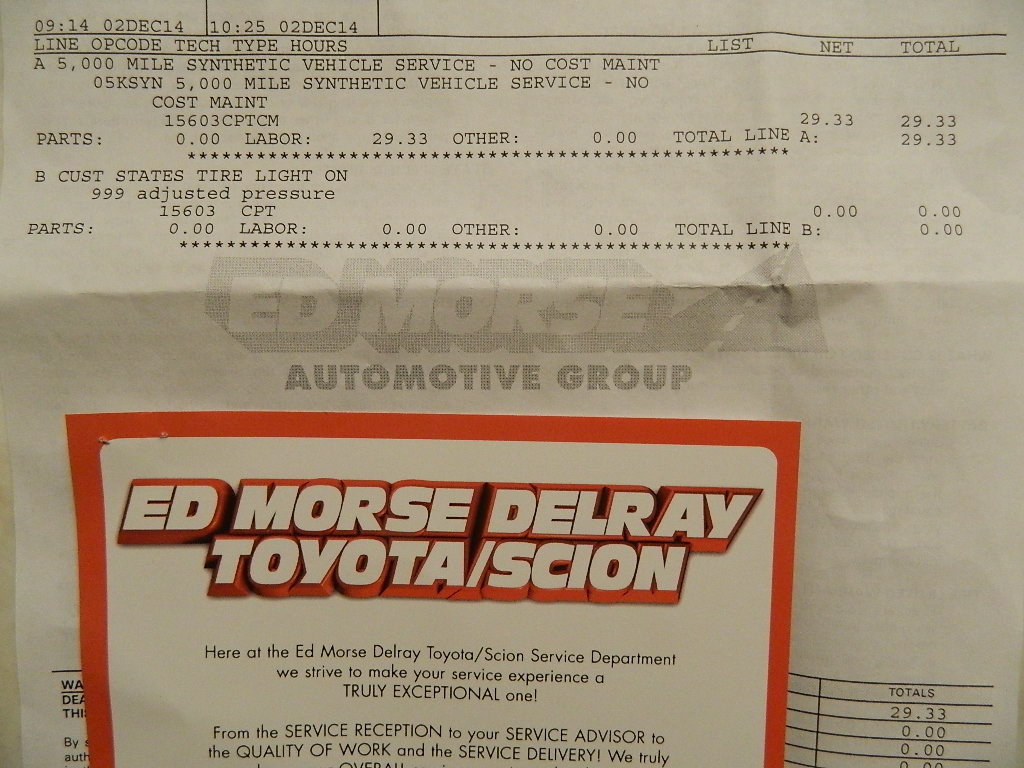 09:14 02DEC14 10:25 02DEC14
LINE OPCODE TECH TYPE HOURS LIST NET TOTAL
A 5,000 MILE SYNTHETIC VEHICLE SERVICE - NO COST MAINT
05KSYN 5,000 MILE SYNTHETIC VEHICLE SERVICE - NO
COST MAINT
15603CPTCM 29.33 29.33
PARTS: 0.00 LABOR: 29.33 OTHER: 0.00 TOTAL LINE A: 29.33
***************************************************
B CUST STATES TIRE LIGHT ON
999 adjusted pressure
15603 CPT 0.00 0.00
PARTS: 0.00 LABOR: 0.00 OTHER: 0.00 TOTAL LINE B: 0.00
***************************************************
ED MORSE
AUTOMOTIVE GROUP
ED MORSE DELRAY
TOYOTA/SCION
Here at the Ed Morse Delray Toyota/Scion Service Department
we strive to make your service experience a
TRULY EXCEPTIONAL one!
From the SERVICE RECEPTION to your SERVICE ADVISOR to
the QUALITY OF WORK and the SERVICE DELIVERY! We truly
WA
DEA
THI
By
auth
TOTALS
29.33
0.00
0.00
0.00